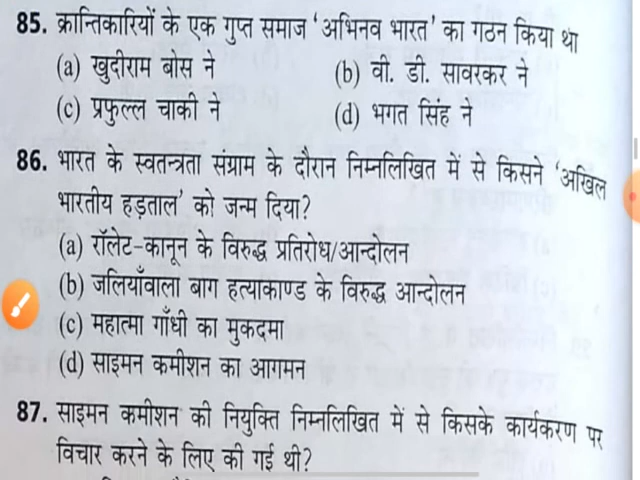 85. क्रान्तिकारियों के एक गुप्त समाज ‘अभिनव भारत’ का गठन किया था
(a) खुदीराम बोस ने (b) वी. डी. सावरकर ने
(c) प्रफुल्ल चाकी ने (d) भगत सिंह ने
86. भारत के स्वतन्त्रता संग्राम के दौरान निम्नलिखित में से किसने ‘अखिल
भारतीय हड़ताल’ को जन्म दिया?
(a) रॉलेट-कानून के विरुद्ध प्रतिरोध/आन्दोलन
(b) जलियाँवाला बाग हत्याकाण्ड के विरुद्ध आन्दोलन
(c) महात्मा गाँधी का मुकदमा
(d) साइमन कमीशन का आगमन
87. साइमन कमीशन की नियुक्ति निम्नलिखित में से किसके कार्यकरण पर
विचार करने के लिए की गई थी?